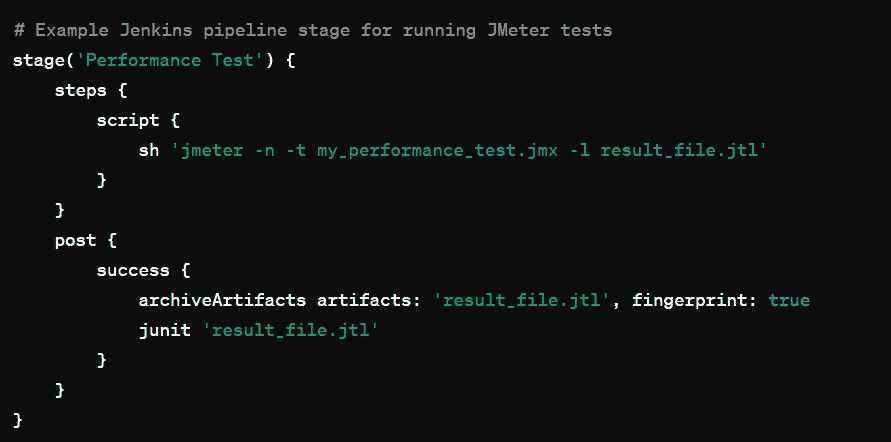 # Example Jenkins pipeline stage for running JMeter tests
stage('Performance Test') {
    steps {
        script {
            sh 'jmeter -n -t my_performance_test.jmx -l result_file.jtl'
        }
    }
    post {
        success {
            archiveArtifacts artifacts: 'result_file.jtl', fingerprint: true
            junit 'result_file.jtl'
        }
    }
}